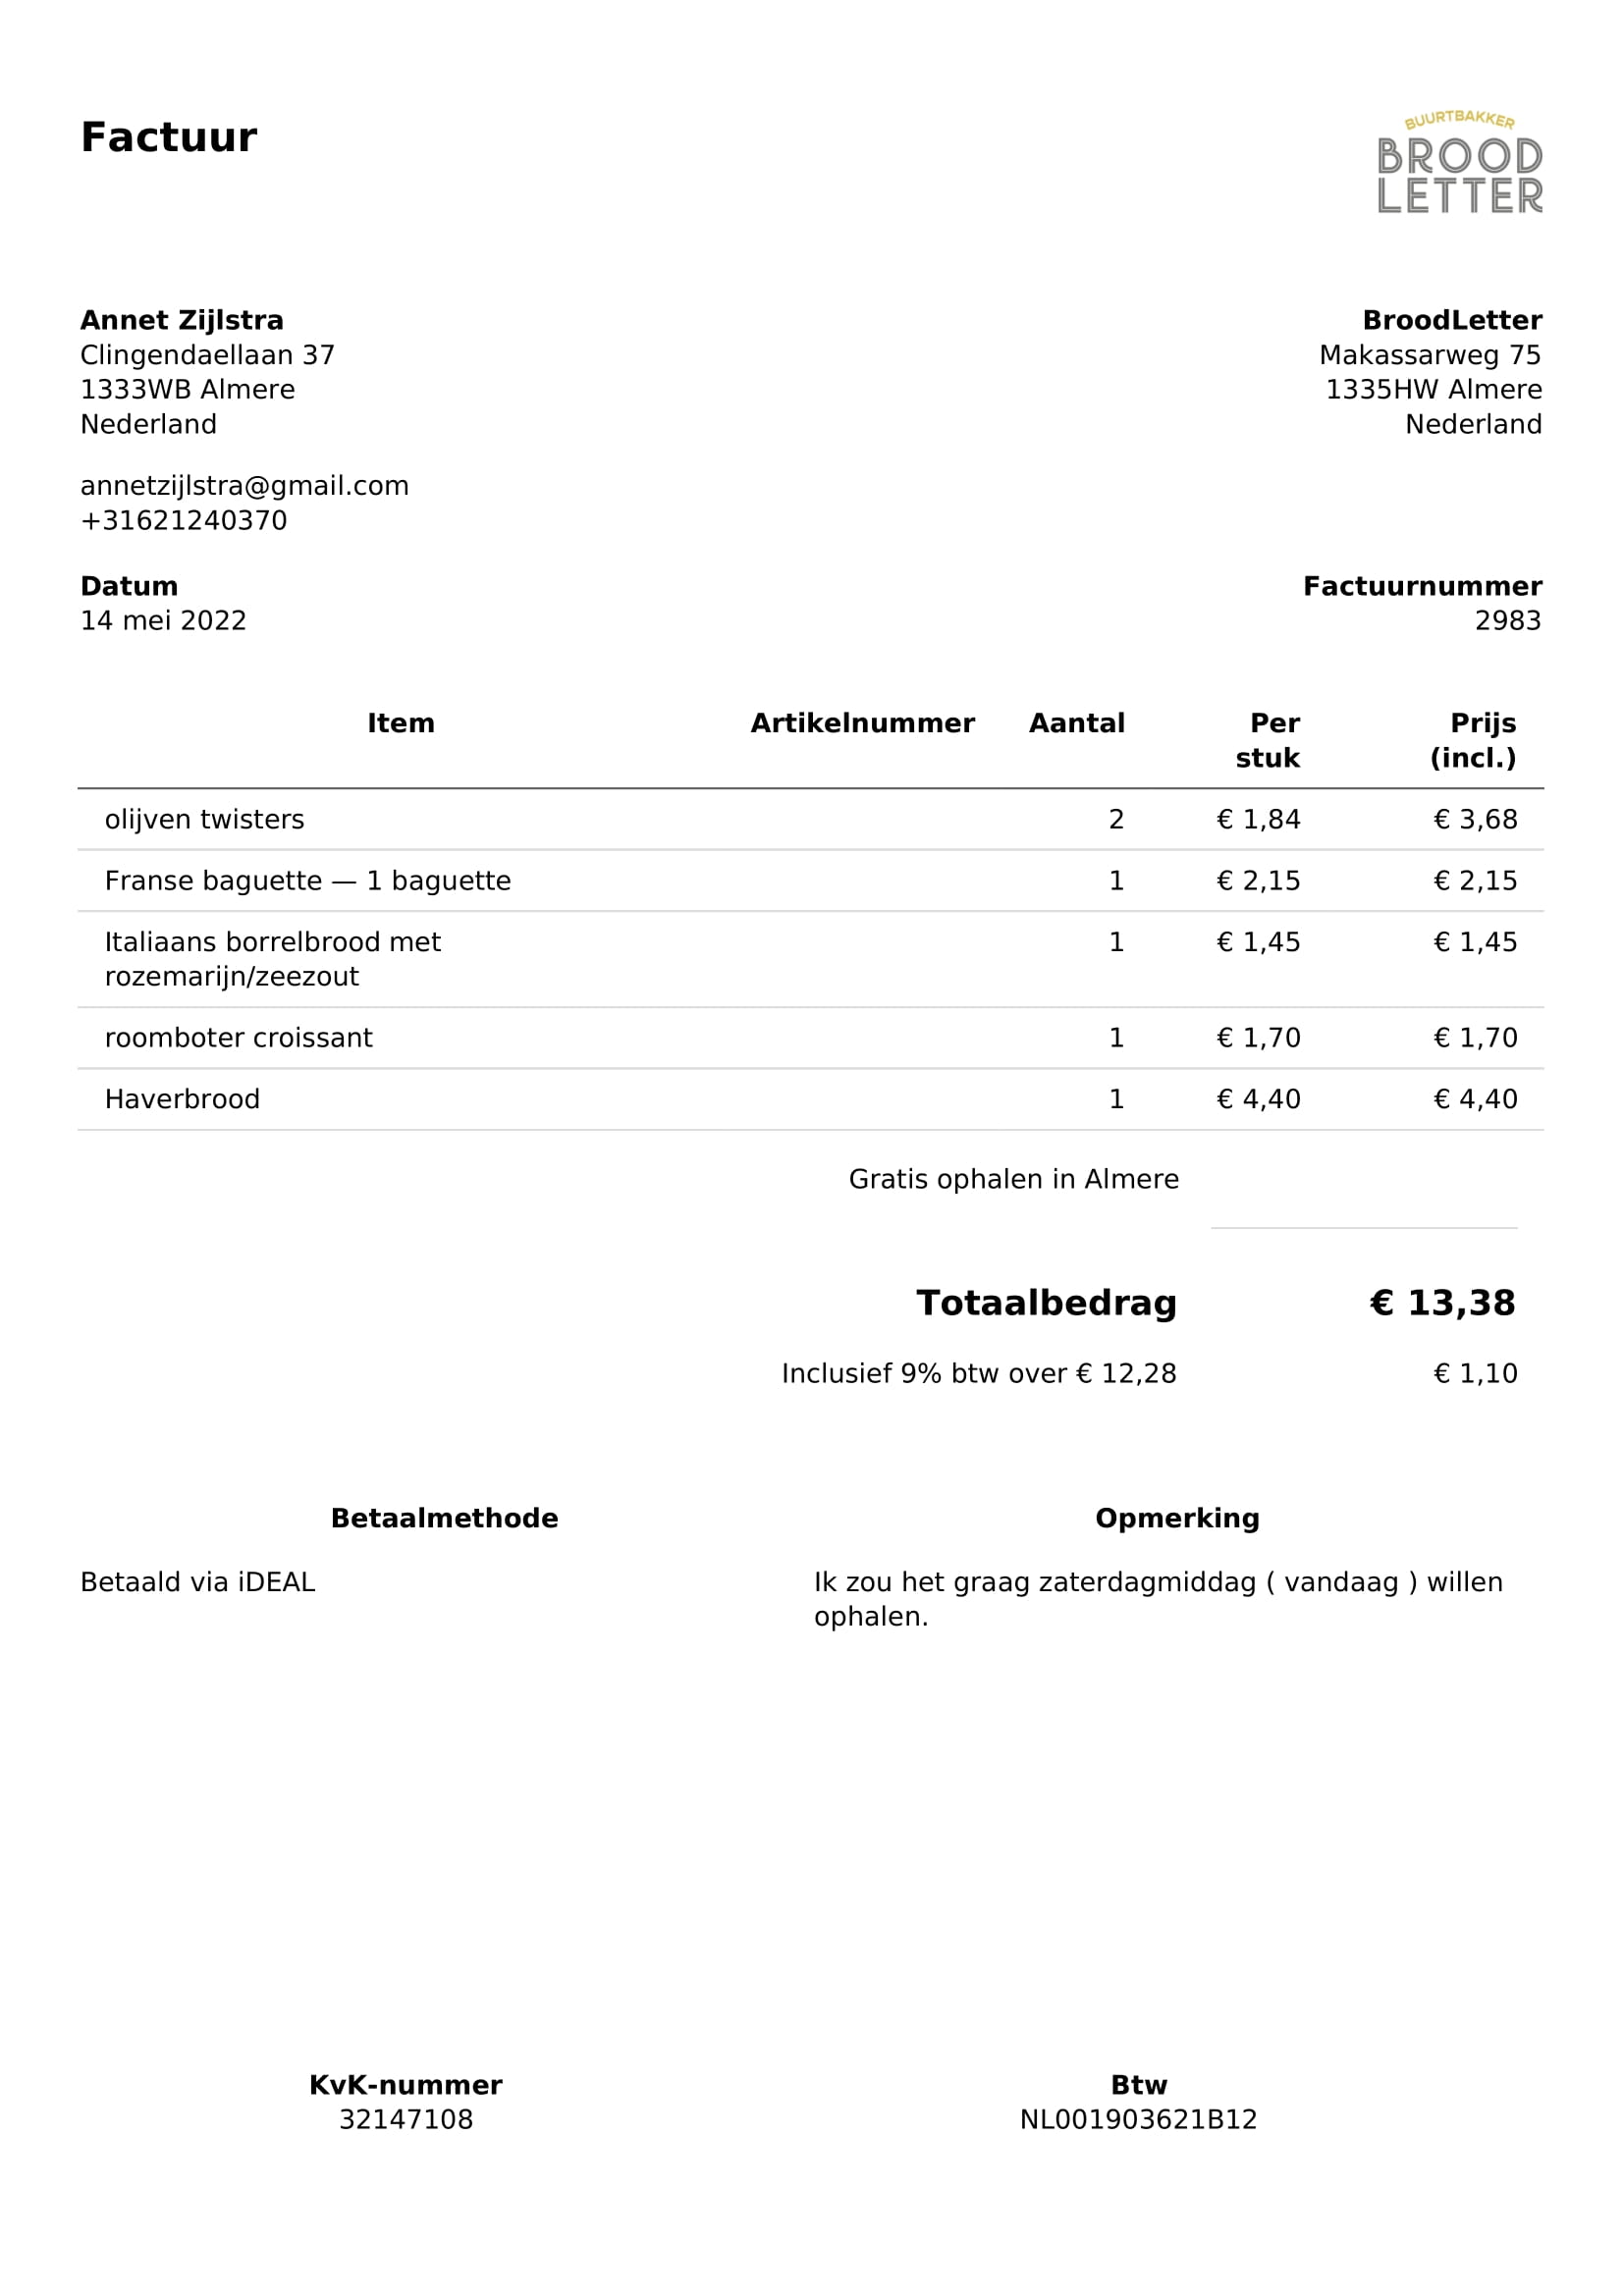 Factuur
BUURTBAKKER
BROOD
LETTER
Annet Zijlstra
Clingendaellaan 37
1333WB Almere
Nederland
annetzijlstra@gmail.com
+31621240370
BroodLetter
Makassarweg 75
1335HW Almere
Nederland
Datum
14 mei 2022
Factuurnummer
2983
Item Artikelnummer Aantal Per stuk Prijs (incl.)
olijven twisters 2 € 1,84 € 3,68
Franse baguette — 1 baguette 1 € 2,15 € 2,15
Italiaans borrelbrood met 1 € 1,45 € 1,45
rozemarijn/zeezout
roomboter croissant 1 € 1,70 € 1,70
Haverbrood 1 € 4,40 € 4,40
Gratis ophalen in Almere
Totaalbedrag € 13,38
Inclusief 9% btw over € 12,28 € 1,10
Betaalmethode
Betaald via iDEAL
Opmerking
Ik zou het graag zaterdagmiddag ( vandaag ) willen
ophalen.
KvK-nummer
32147108
Btw
NL001903621B12